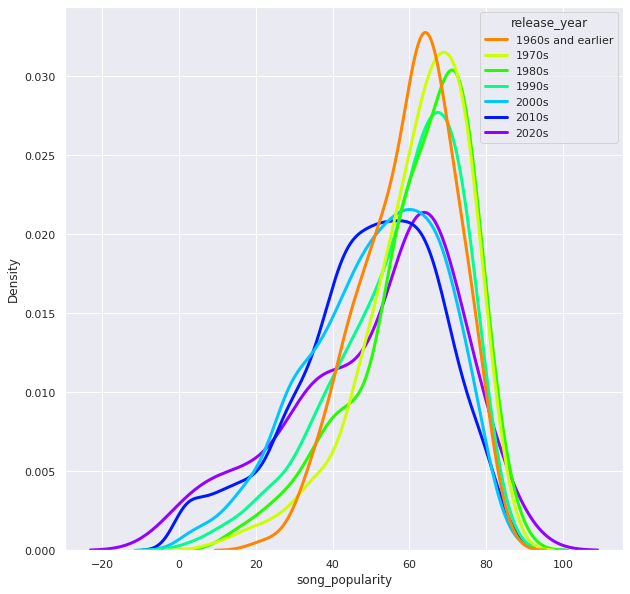 release_year
1960s and earlier
1970s
1980s
1990s
2000s
2010s
2020s
Density
0.030
0.025
0.020
0.015
0.010
0.005
0.000
−20
0
20
40
60
80
100
song_popularity